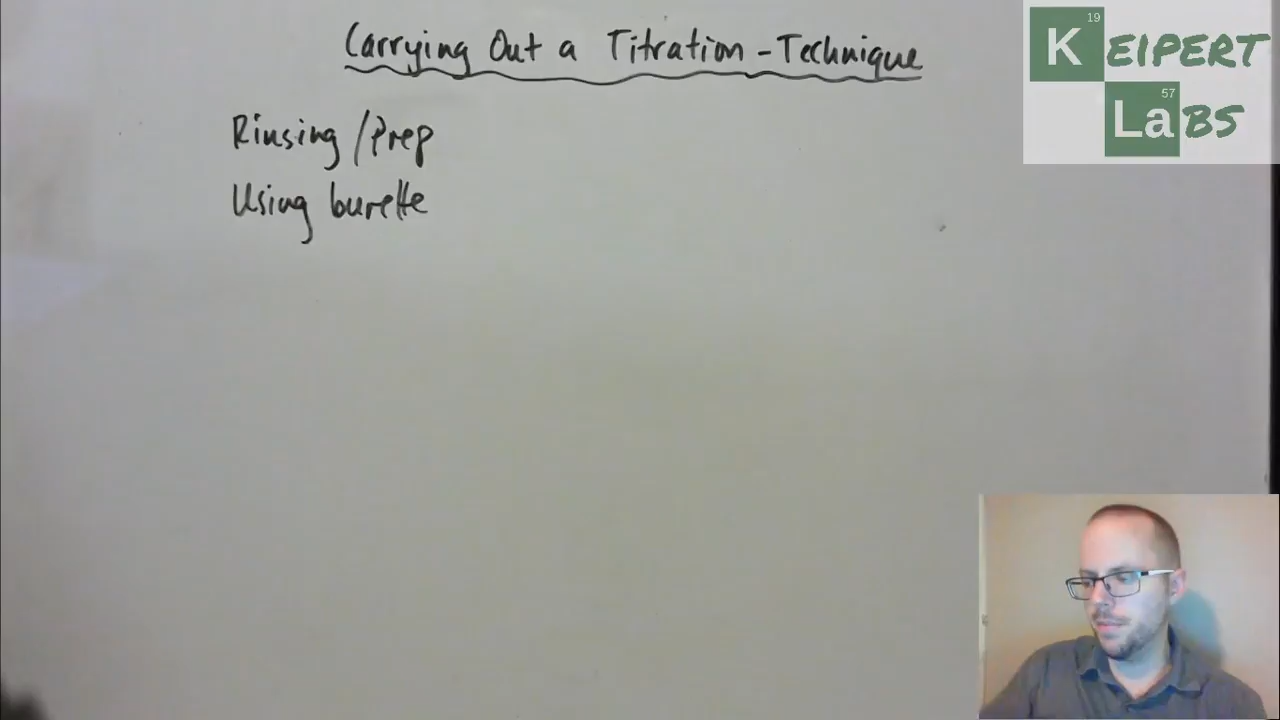 Carrying Out a Titration - Technique
Rinsing/Prep
Using burette
19
KEIPERT
57
LaBS